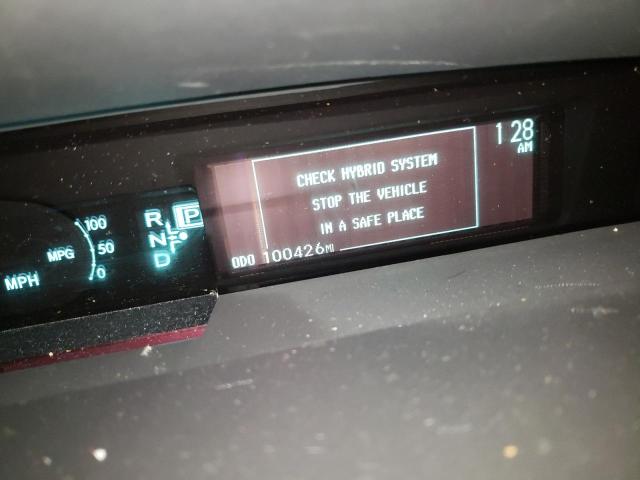 1 28
AM
CHECK HYBRID SYSTEM
STOP THE VEHICLE
IN A SAFE PLACE
ODO 100426MI
100
50
0
MPG
MPH
R
P
N
D